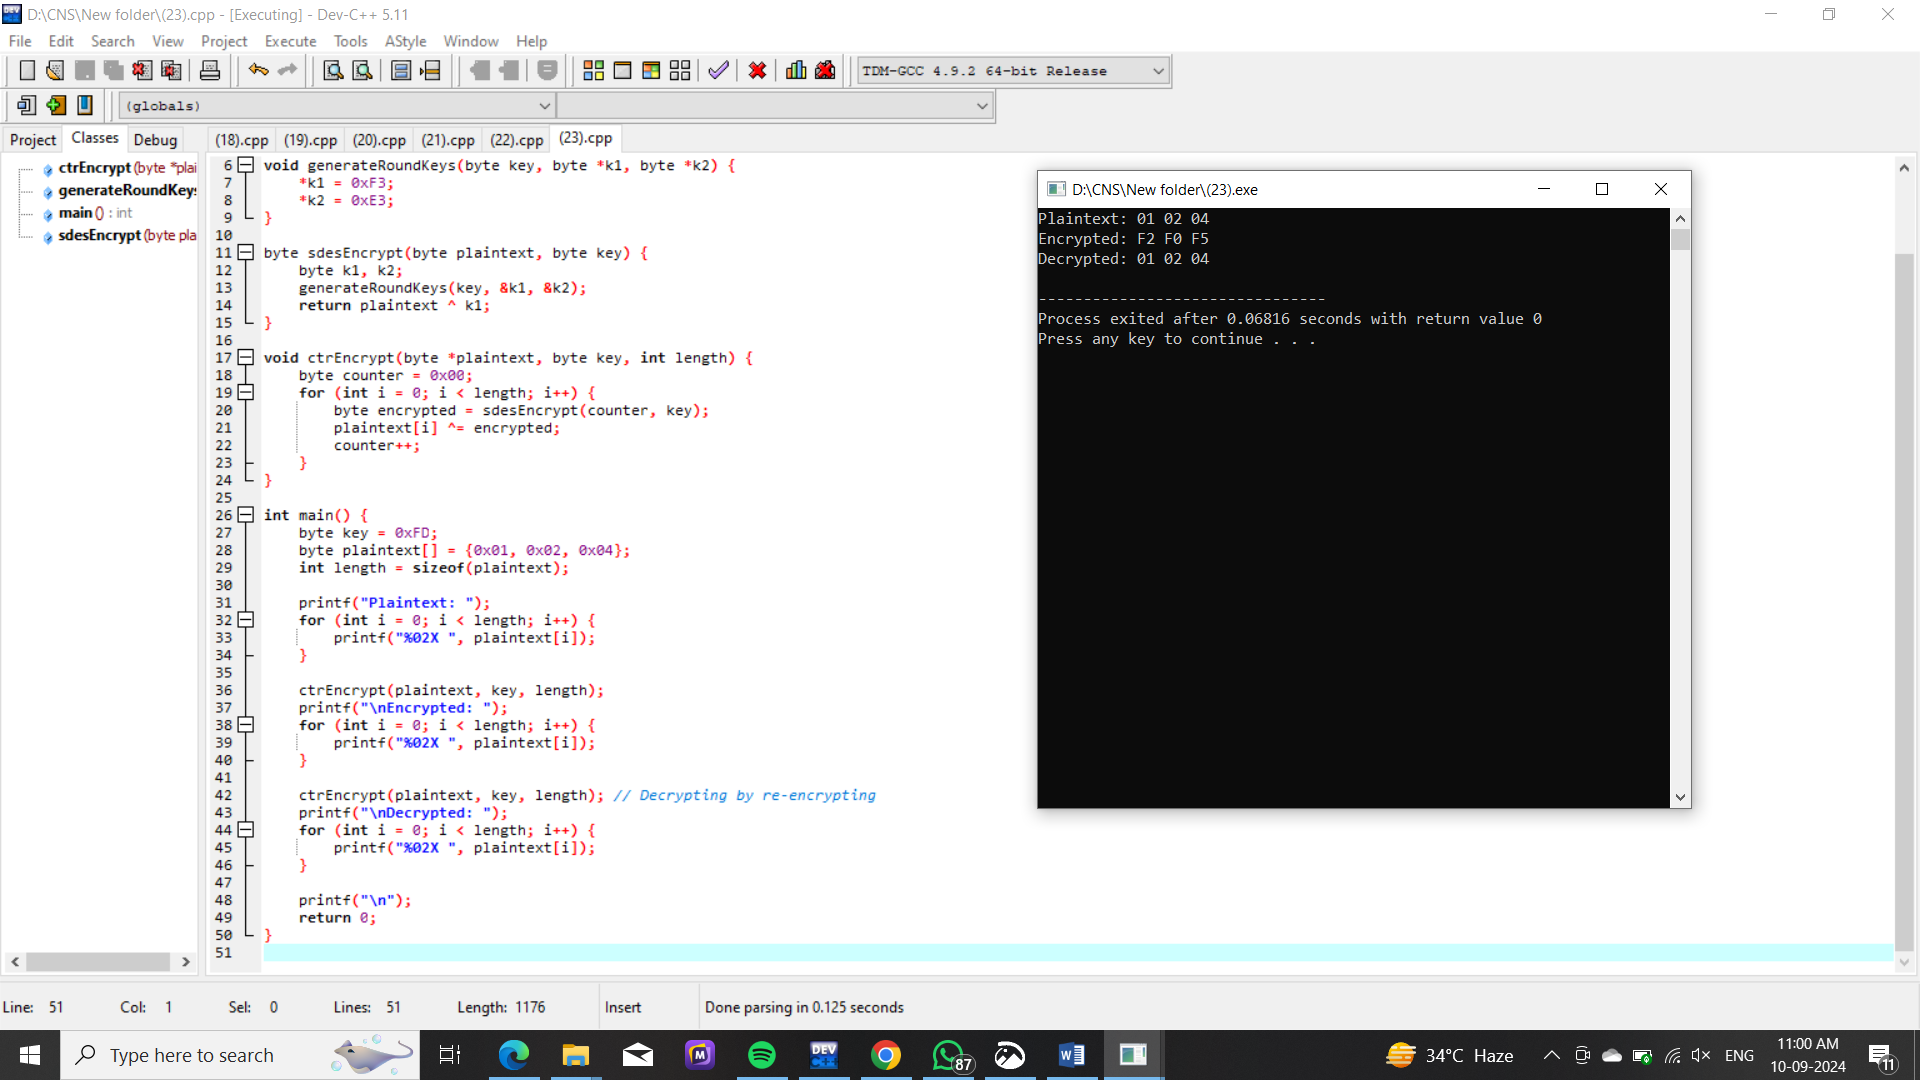 D:\CNS\New folder\(23).cpp - [Executing] - Dev-C++ 5.11
File Edit Search View Project Execute Tools AStyle Window Help
TDM-GCC 4.9.2 64-bit Release
(globals)
Project Classes Debug
(18).cpp (19).cpp (20).cpp (21).cpp (22).cpp (23).cpp
ctrEncrypt (byte *plai
generateRoundKeys
main () : int
sdesEncrypt (byte pla
6 void generateRoundKeys(byte key, byte *k1, byte *k2) {
7 *k1 = 0xF3;
8 *k2 = 0xE3;
9 }
10
11 byte sdesEncrypt(byte plaintext, byte key) {
12 byte k1, k2;
13 generateRoundKeys(key, &k1, &k2);
14 return plaintext ^ k1;
15 }
16
17 void ctrEncrypt(byte *plaintext, byte key, int length) {
18 byte counter = 0x00;
19 for (int i = 0; i < length; i++) {
20 byte encrypted = sdesEncrypt(counter, key);
21 plaintext[i] ^= encrypted;
22 counter++;
23 }
24 }
25
26 int main() {
27 byte key = 0xFD;
28 byte plaintext[] = {0x01, 0x02, 0x04};
29 int length = sizeof(plaintext);
30
31 printf("Plaintext: ");
32 for (int i = 0; i < length; i++) {
33 printf("%02X ", plaintext[i]);
34 }
35
36 ctrEncrypt(plaintext, key, length);
37 printf("\nEncrypted: ");
38 for (int i = 0; i < length; i++) {
39 printf("%02X ", plaintext[i]);
40 }
41
42 ctrEncrypt(plaintext, key, length); // Decrypting by re-encrypting
43 printf("\nDecrypted: ");
44 for (int i = 0; i < length; i++) {
45 printf("%02X ", plaintext[i]);
46 }
47
48 printf("\n");
49 return 0;
50 }
51
D:\CNS\New folder\(23).exe
Plaintext: 01 02 04
Encrypted: F2 F0 F5
Decrypted: 01 02 04
--------------------------------
Process exited after 0.06816 seconds with return value 0
Press any key to continue . . .
Line: 51 Col: 1 Sel: 0 Lines: 51 Length: 1176 Insert Done parsing in 0.125 seconds
Type here to search
DEV
87
34°C Haze
ENG
11:00 AM
10-09-2024
11